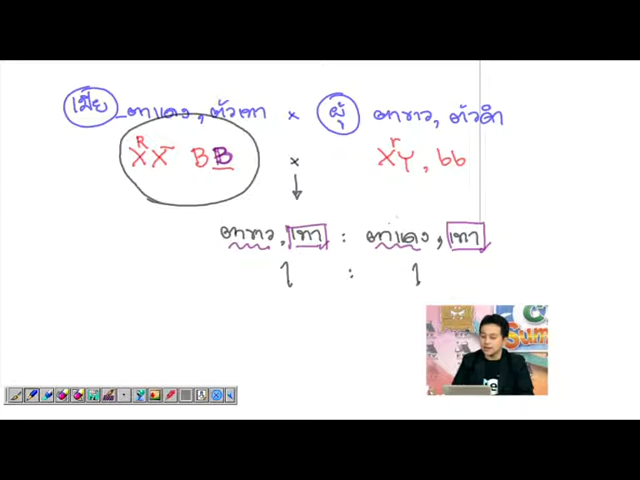 เมีย ตาแดง, ตัวเทา × ผู้ ตาขาว, ตัวดำ
XᴿX⁻ BB × XʳY, bb
ตาขาว, เทา : ตาแดง, เทา
1 : 1